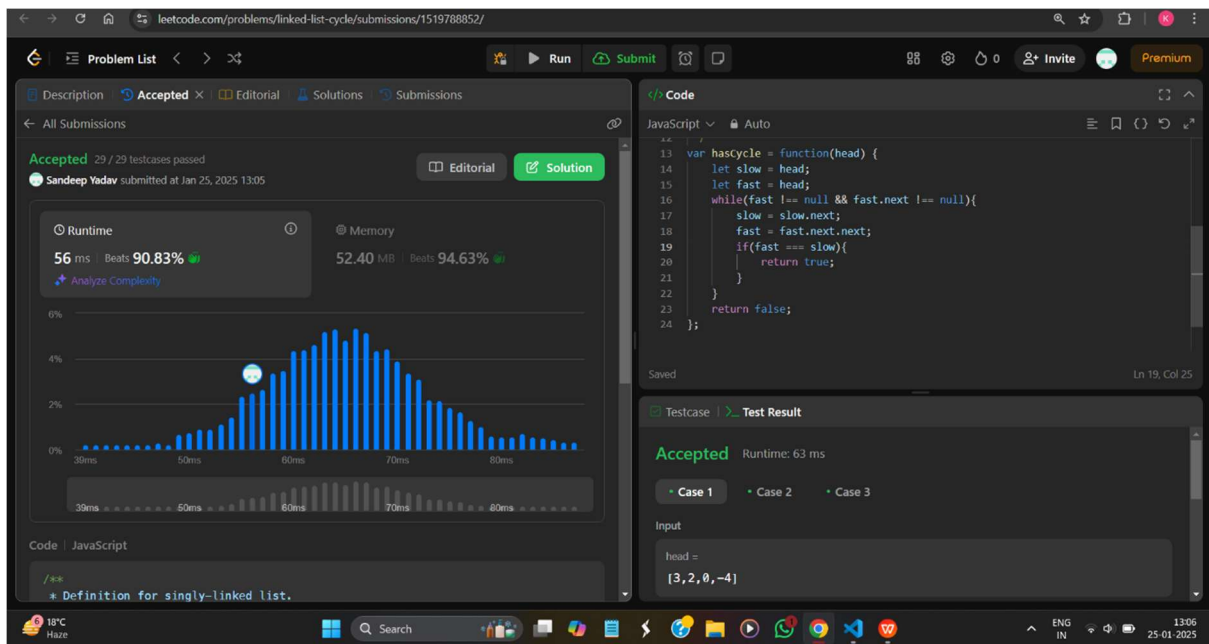 leetcode.com/problems/linked-list-cycle/submissions/1519788852/
K
Problem List
Run
Submit
0
Invite
Premium
Description
Accepted
Editorial
Solutions
Submissions
All Submissions
Accepted 29 / 29 testcases passed
Sandeep Yadav submitted at Jan 25, 2025 13:05
Editorial
Solution
Runtime
56 ms Beats 90.83%
Analyze Complexity
Memory
52.40 MB Beats 94.63%
6%
4%
2%
0%
39ms 50ms 60ms 70ms 80ms
39ms 50ms 60ms 70ms 80ms
Code JavaScript
/**
* Definition for singly-linked list.
</> Code
JavaScript Auto
12 */
13 var hasCycle = function(head) {
14 let slow = head;
15 let fast = head;
16 while(fast !== null && fast.next !== null){
17 slow = slow.next;
18 fast = fast.next.next;
19 if(fast === slow){
20 return true;
21 }
22 }
23 return false;
24 };
Saved
Ln 19, Col 25
Testcase
>_ Test Result
Accepted Runtime: 63 ms
Case 1 Case 2 Case 3
Input
head =
[3,2,0,-4]
6
18°C
Haze
Search
ENG
IN
13:06
25-01-2025